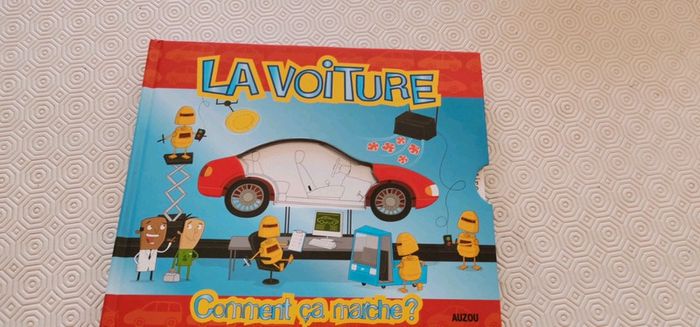 LA VOITURE
Comment ça marche ?
AUZOU